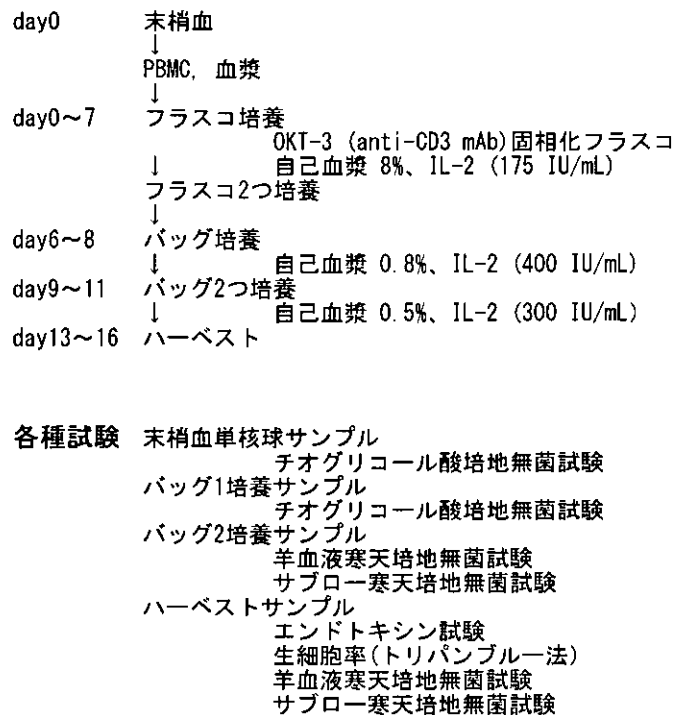 day0 末梢血
↓
PBMC, 血漿
↓
day0～7 フラスコ培養
OKT-3 (anti-CD3 mAb)固相化フラスコ
↓ 自己血漿 8%、IL-2 (175 IU/mL)
フラスコ2つ培養
↓
day6～8 バッグ培養
↓ 自己血漿 0.8%、IL-2 (400 IU/mL)
day9～11 バッグ2つ培養
↓ 自己血漿 0.5%、IL-2 (300 IU/mL)
day13～16 ハーベスト
各種試験 末梢血単核球サンプル
チオグリコール酸培地無菌試験
バッグ1培養サンプル
チオグリコール酸培地無菌試験
バッグ2培養サンプル
羊血液寒天培地無菌試験
サブロー寒天培地無菌試験
ハーベストサンプル
エンドトキシン試験
生細胞率(トリパンブルー法)
羊血液寒天培地無菌試験
サブロー寒天培地無菌試験